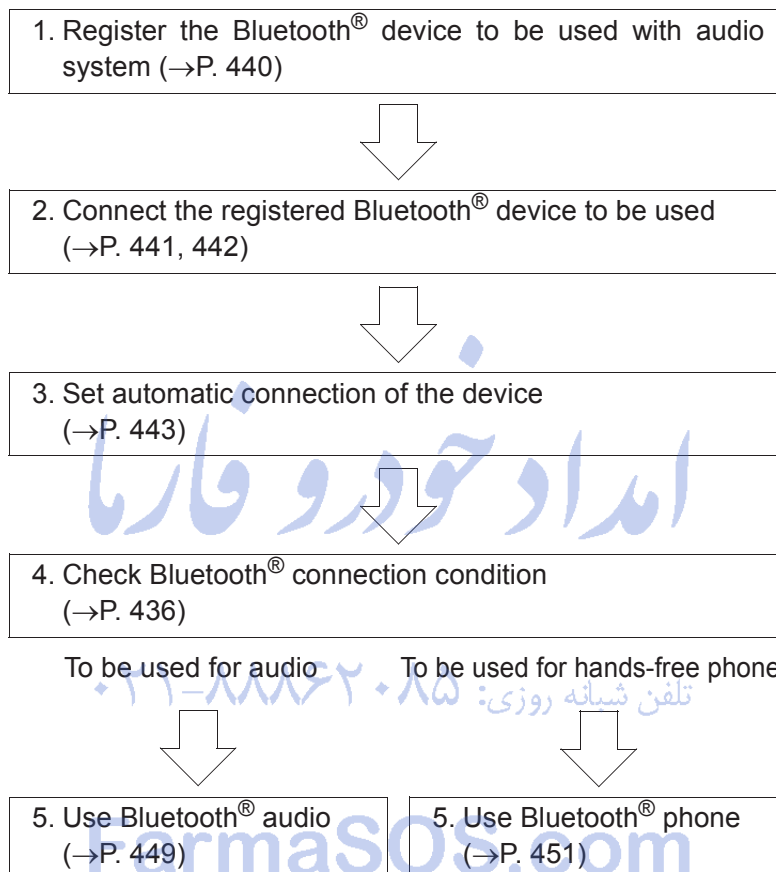 1. Register the Bluetooth® device to be used with audio
system (→P. 440)
2. Connect the registered Bluetooth® device to be used
(→P. 441, 442)
3. Set automatic connection of the device
(→P. 443)
امداد خودرو فارما
4. Check Bluetooth® connection condition
(→P. 436)
To be used for audio To be used for hands-free phone
تلفن شبانه روزی: ۰۲۱-۸۸۸۶۲۰۸۵
5. Use Bluetooth® audio
(→P. 449)
5. Use Bluetooth® phone
(→P. 451)
FarmaSOS.com